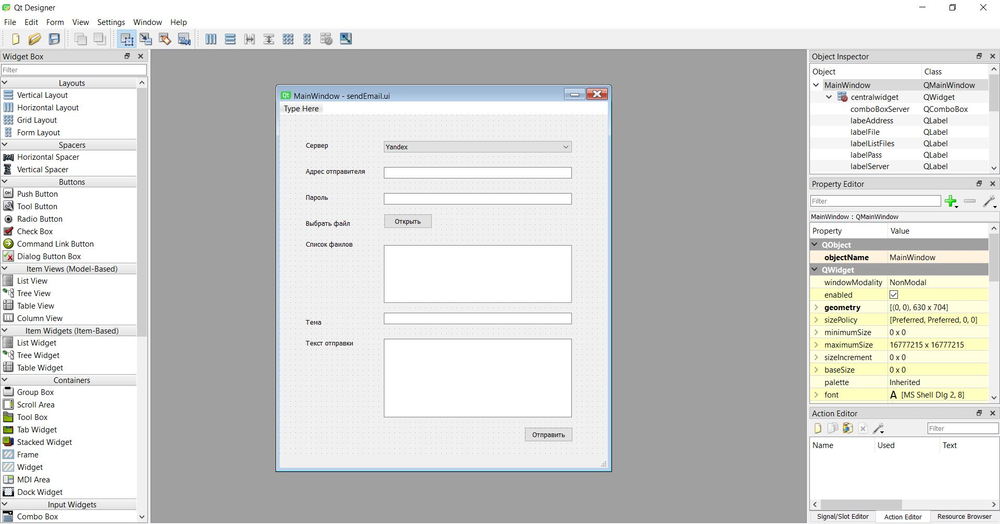 Qt Designer
File Edit Form View Settings Window Help
Widget Box
Filter
Layouts
Vertical Layout
Horizontal Layout
Grid Layout
Form Layout
Spacers
Horizontal Spacer
Vertical Spacer
Buttons
OK Push Button
Tool Button
Radio Button
Check Box
Command Link Button
Dialog Button Box
Item Views (Model-Based)
List View
Tree View
Table View
Column View
Item Widgets (Item-Based)
List Widget
Tree Widget
Table Widget
Containers
Group Box
Scroll Area
Tool Box
Tab Widget
Stacked Widget
Frame
Widget
MDI Area
Dock Widget
Input Widgets
Combo Box
Qt MainWindow - sendEmail.ui
Type Here
Сервер Yandex
Адрес отправителя
Пароль
Выбрать файл Открыть
Список фаилов
Тема
Текст отправки
Отправить
Object Inspector
Object Class
MainWindow QMainWindow
centralwidget QWidget
comboBoxServer QComboBox
labeAddress QLabel
labelFile QLabel
labelListFiles QLabel
labelPass QLabel
labelServer QLabel
Property Editor
Filter
MainWindow : QMainWindow
Property Value
QObject
objectName MainWindow
QWidget
windowModality NonModal
enabled
geometry [(0, 0), 630 x 704]
sizePolicy [Preferred, Preferred, 0, 0]
minimumSize 0 x 0
maximumSize 16777215 x 16777215
sizeIncrement 0 x 0
baseSize 0 x 0
palette Inherited
font A [MS Shell Dlg 2, 8]
Action Editor
Filter
Name Used Text
Signal/Slot Editor Action Editor Resource Browser